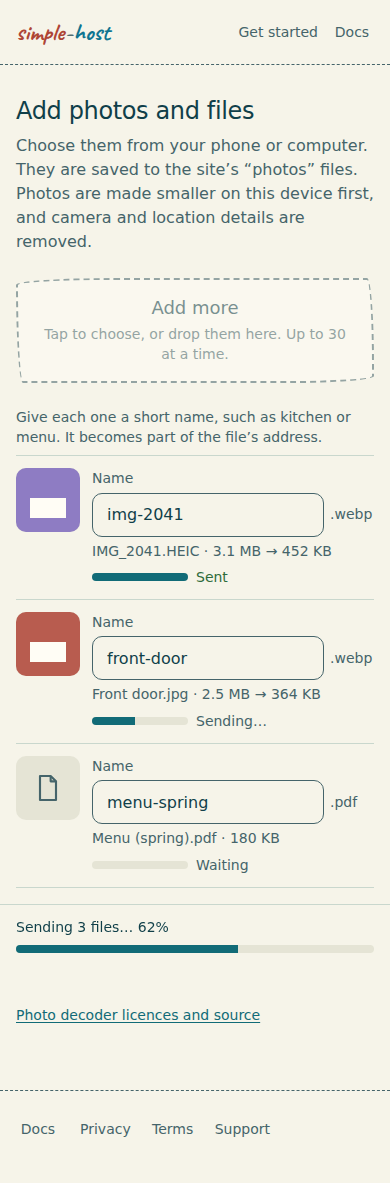 simple-host
Get started Docs
Add photos and files
Choose them from your phone or computer.
They are saved to the site’s “photos” files.
Photos are made smaller on this device first,
and camera and location details are
removed.
Add more
Tap to choose, or drop them here. Up to 30
at a time.
Give each one a short name, such as kitchen or
menu. It becomes part of the file’s address.
Name
img-2041 .webp
IMG_2041.HEIC · 3.1 MB → 452 KB
Sent
Name
front-door .webp
Front door.jpg · 2.5 MB → 364 KB
Sending…
Name
menu-spring .pdf
Menu (spring).pdf · 180 KB
Waiting
Sending 3 files… 62%
Photo decoder licences and source
Docs Privacy Terms Support